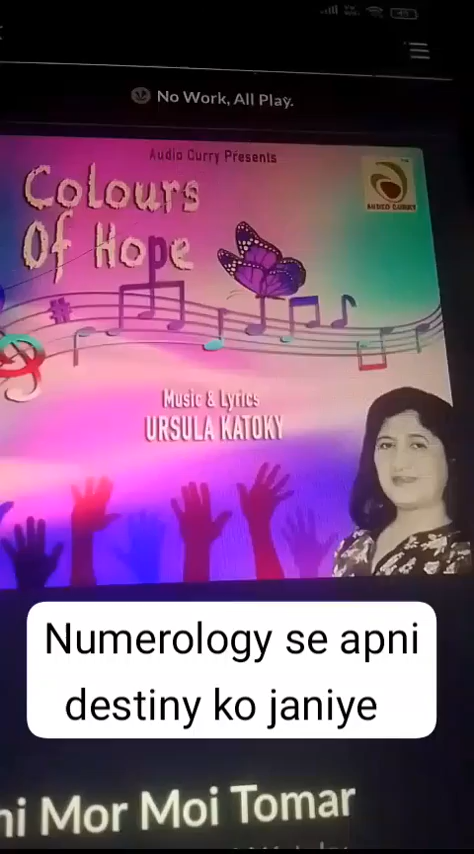 No Work, All Play.
Audio Curry Presents
Colours
Of Hope
AUDIO CURRY
Music & Lyrics
URSULA KATOKY
Numerology se apni
destiny ko janiye
Mor Moi Tomar